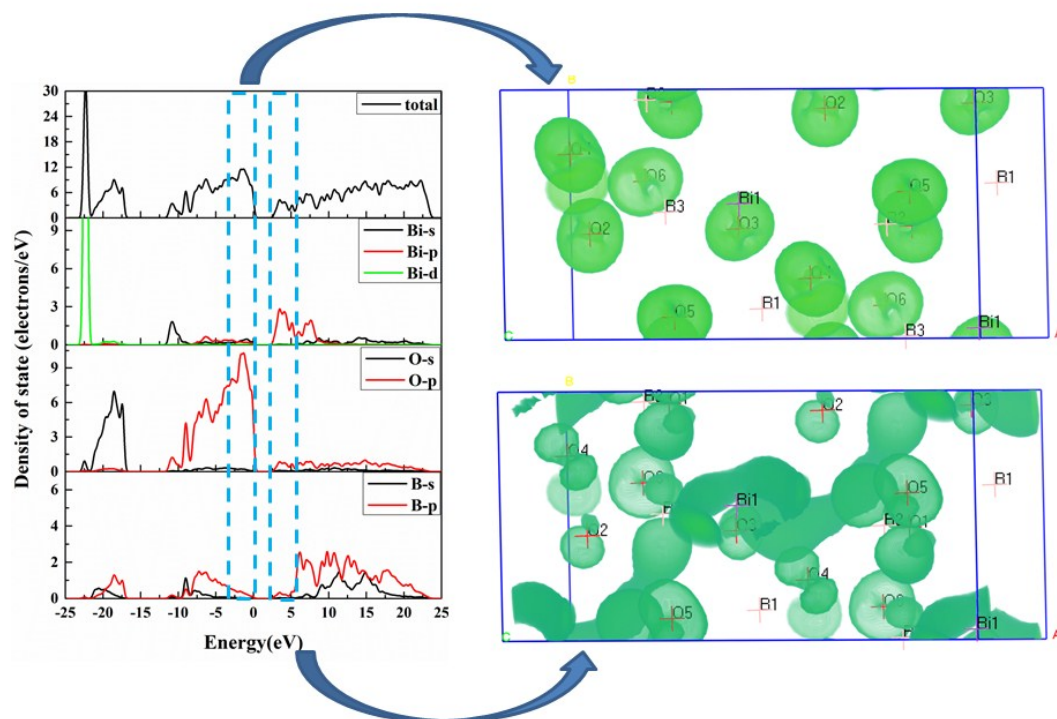 total
30
24
18
12
6
0
Bi-s
Bi-p
Bi-d
9
6
3
0
O-s
O-p
9
6
3
0
B-s
B-p
6
4
2
0
-25 -20 -15 -10 -5 0 5 10 15 20 25
Energy(eV)
Density of state (electrons/eV)
B
O2
O3
O6
O5
B1
Bi1
B3
O2
O3
O4
O5
B1
O6
B3
Bi1
C
A
B
O2
O4
O5
B1
Bi1
O3
O1
O2
O4
B1
O5
Bi1
C
A